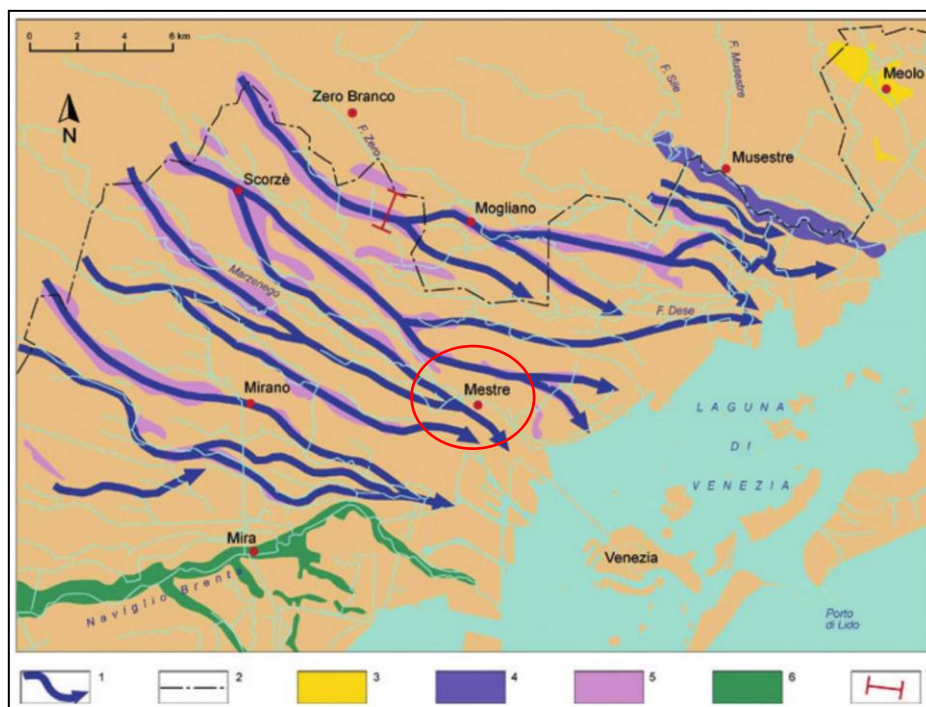 0 2 4 6 km
N
Zero Branco
F. Zero
F. Sile
F. Musestre
Meolo
Musestre
Scorzè
Mogliano
Marzenego
F. Dese
Mirano
Mestre
LAGUNA
DI
VENEZIA
Mira
Naviglio Brenta
Venezia
Porto
di Lido
1 2 3 4 5 6